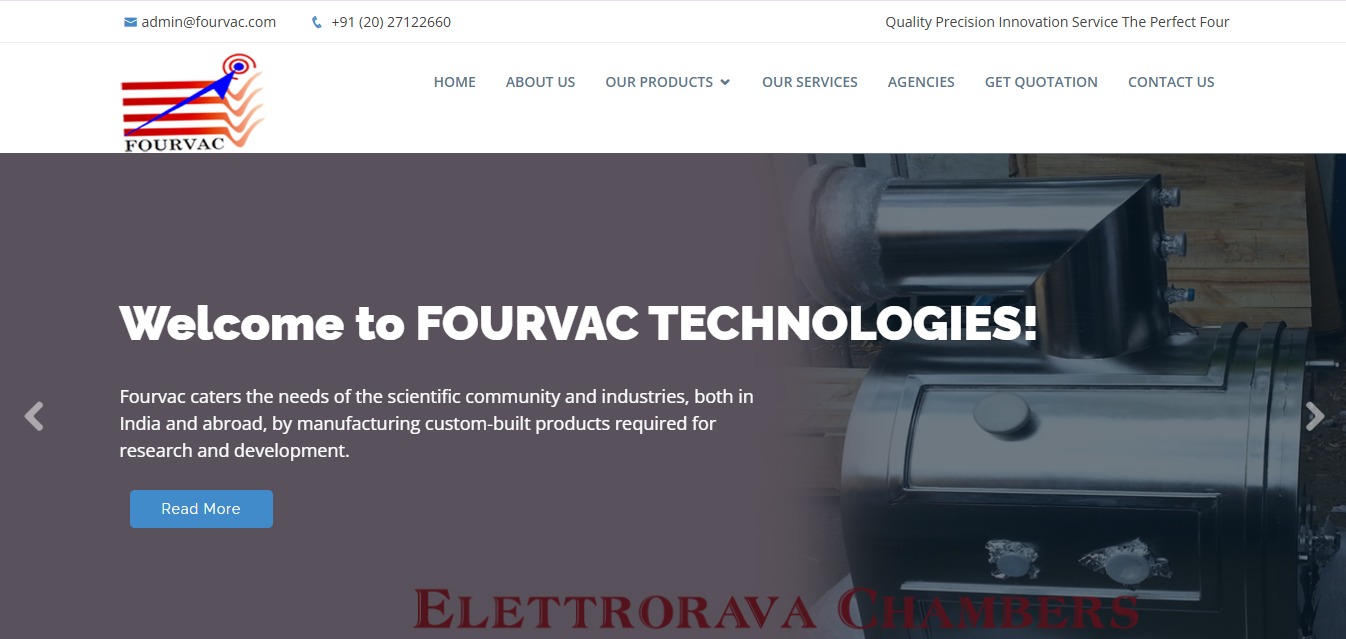 admin@fourvac.com
+91 (20) 27122660
Quality Precision Innovation Service The Perfect Four
FOURVAC
HOME
ABOUT US
OUR PRODUCTS
OUR SERVICES
AGENCIES
GET QUOTATION
CONTACT US
Welcome to FOURVAC TECHNOLOGIES!
Fourvac caters the needs of the scientific community and industries, both in
India and abroad, by manufacturing custom-built products required for
research and development.
Read More
ELETTRORAVA CHAMBERS